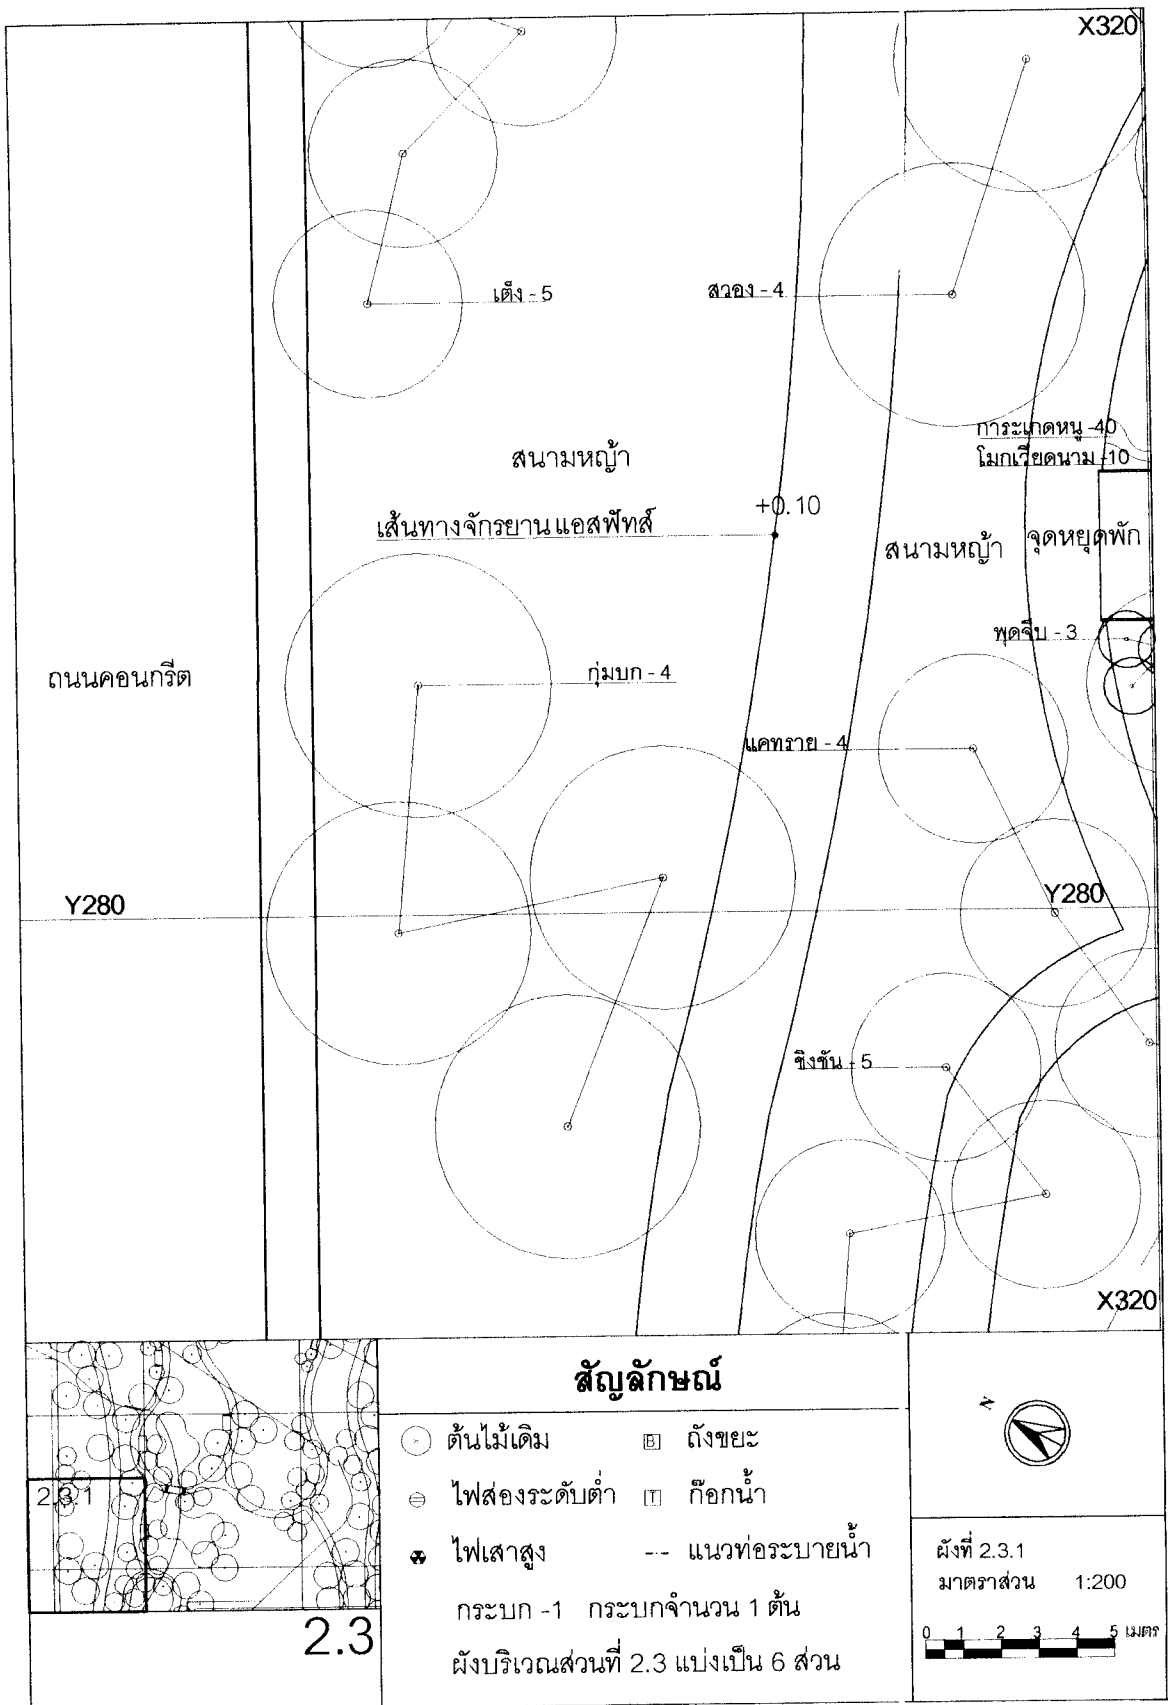 X320
เต็ง - 5
สวอง - 4
การะเกดหนู -40
โมกเวียดนาม -10
สนามหญ้า
+0.10
เส้นทางจักรยาน แอสฟัทส์
สนามหญ้า
จุดหยุดพัก
พุดจีบ - 3
ถนนคอนกรีต
กุ่มบก - 4
แคทราย - 4
Y280
Y280
ชิงชัน - 5
X320
สัญลักษณ์
ต้นไม้เดิม
B ถังขยะ
ไฟส่องระดับต่ำ
T ก๊อกน้ำ
ไฟเสาสูง
แนวท่อระบายน้ำ
กระบก -1 กระบกจำนวน 1 ต้น
ผังบริเวณส่วนที่ 2.3 แบ่งเป็น 6 ส่วน
2.3.1
2.3
N
ผังที่ 2.3.1
มาตราส่วน 1:200
0 1 2 3 4 5 เมตร